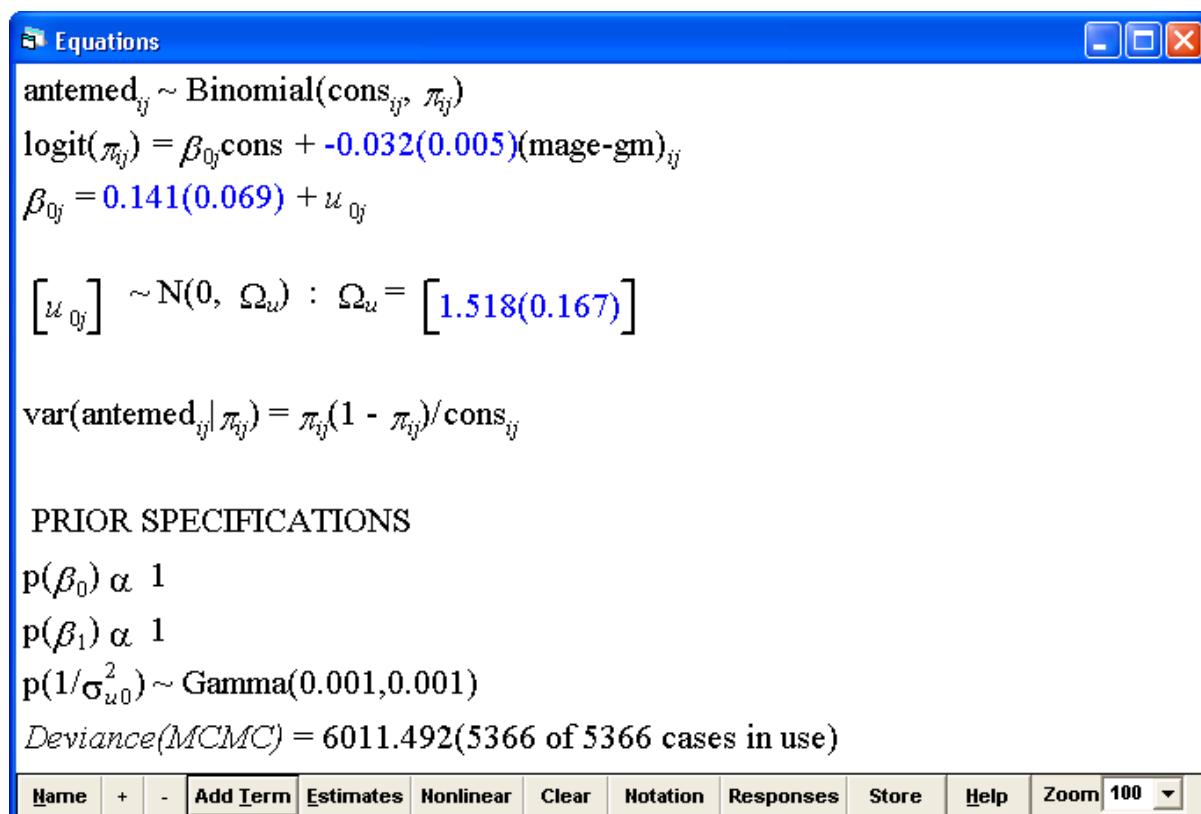 Equations
antemed_ij ~ Binomial(cons_ij, π_ij)
logit(π_ij) = β_0jcons + -0.032(0.005)(mage-gm)_ij
β_0j = 0.141(0.069) + u_0j
[u_0j] ~ N(0, Ω_u) : Ω_u = [1.518(0.167)]
var(antemed_ij|π_ij) = π_ij(1 - π_ij)/cons_ij
PRIOR SPECIFICATIONS
p(β_0) α 1
p(β_1) α 1
p(1/σ²_u0) ~ Gamma(0.001,0.001)
Deviance(MCMC) = 6011.492(5366 of 5366 cases in use)
Name + - Add Term Estimates Nonlinear Clear Notation Responses Store Help Zoom 100